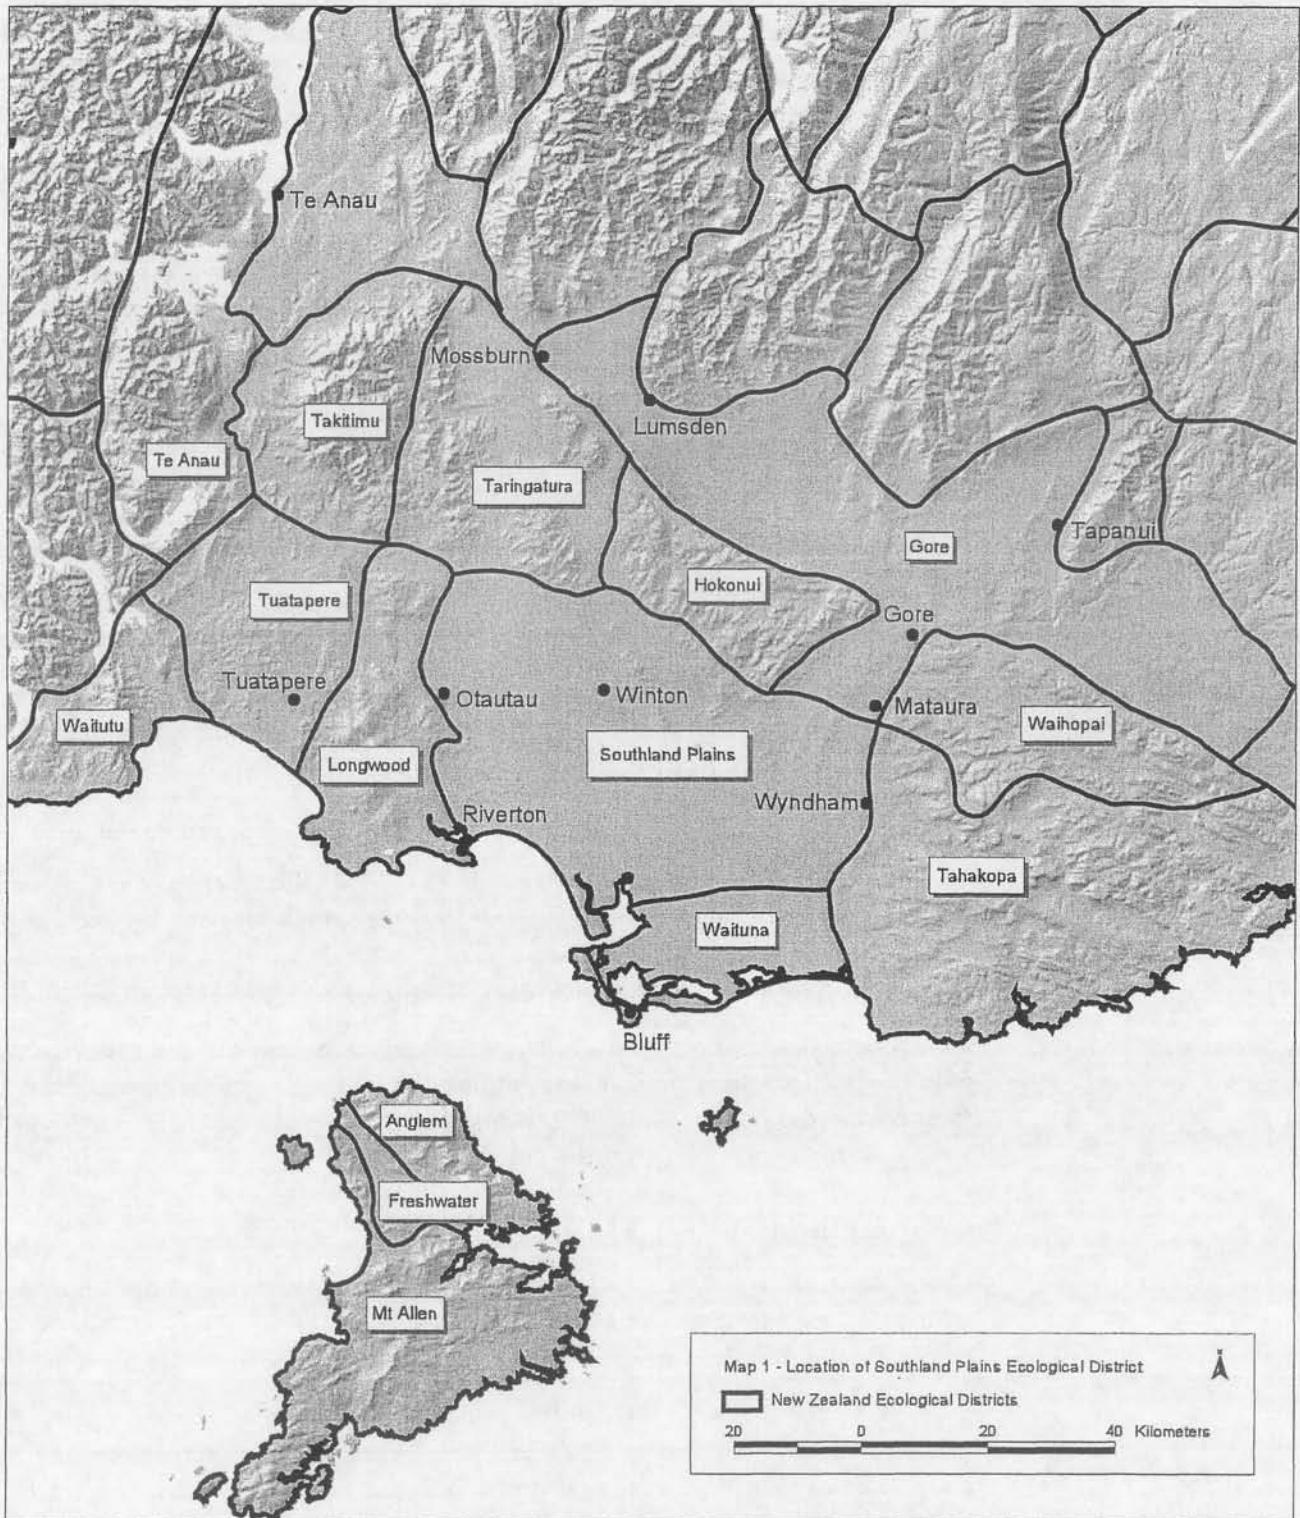 Te Anau
Mossburn
Takitimu
Lumsden
Te Anau
Taringatura
Tapanui
Gore
Hokonui
Tuatapere
Gore
Tuatapere
Otautau
Winton
Mataura
Waitutu
Waihopai
Southland Plains
Longwood
Wyndham
Riverton
Tahakopa
Waituna
Bluff
Anglem
Freshwater
Mt Allen
Map 1 - Location of Southland Plains Ecological District
New Zealand Ecological Districts
20 0 20 40 Kilometers